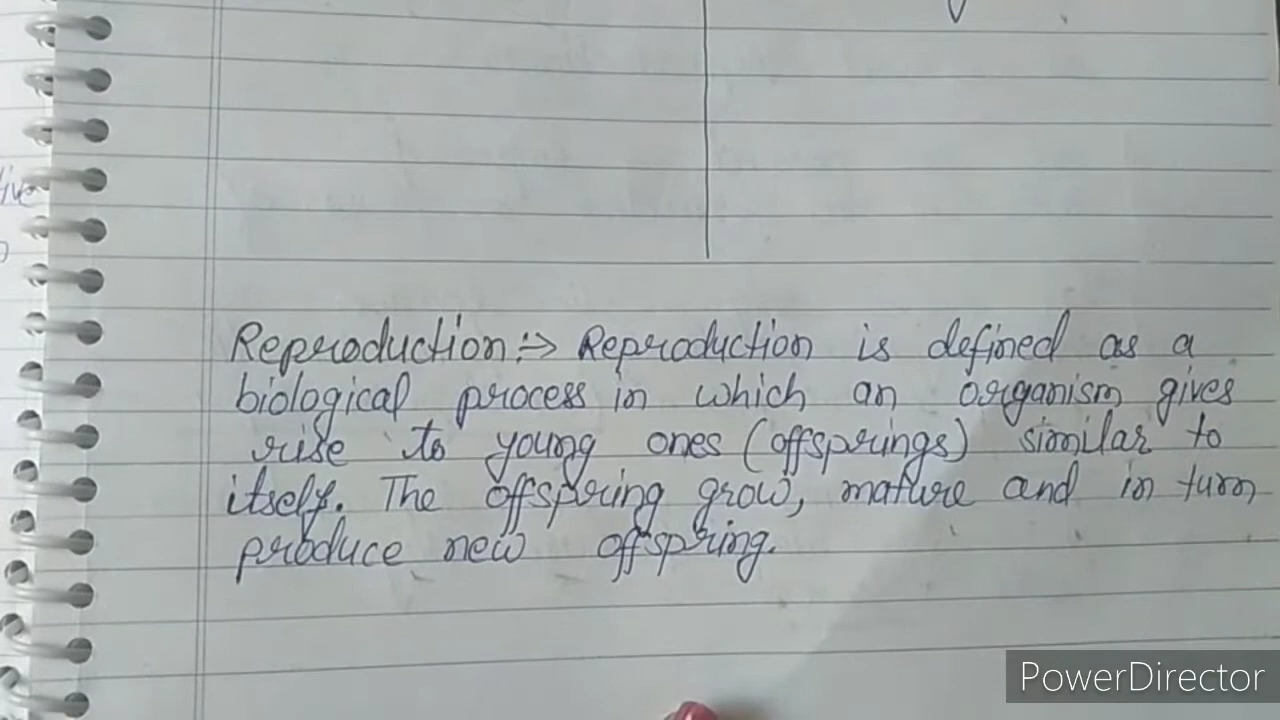 Reproduction :-> Reproduction is defined as a
biological process in which an organism gives
rise to young ones (offsprings) similar to
itself. The offspring grow, mature and in turn
produce new offspring.
PowerDirector